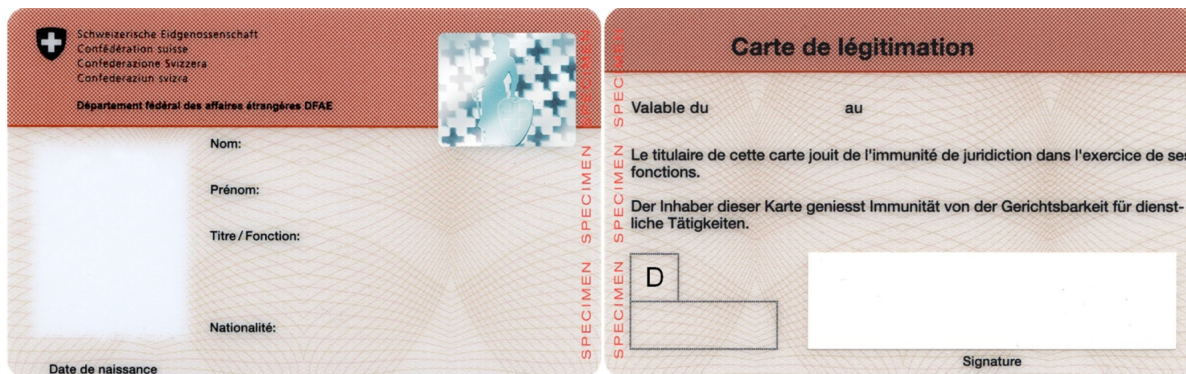 Schweizerische Eidgenossenschaft
Confédération suisse
Confederazione Svizzera
Confederaziun svizra
Département fédéral des affaires étrangères DFAE
Nom:
Prénom:
Titre / Fonction:
Nationalité:
Date de naissance
SPECIMEN SPECIMEN SPECIMEN
SPECIMEN SPECIMEN SPECIMEN
Carte de légitimation
Valable du au
Le titulaire de cette carte jouit de l'immunité de juridiction dans l'exercice de ses
fonctions.
Der Inhaber dieser Karte geniesst Immunität von der Gerichtsbarkeit für dienst-
liche Tätigkeiten.
D
Signature